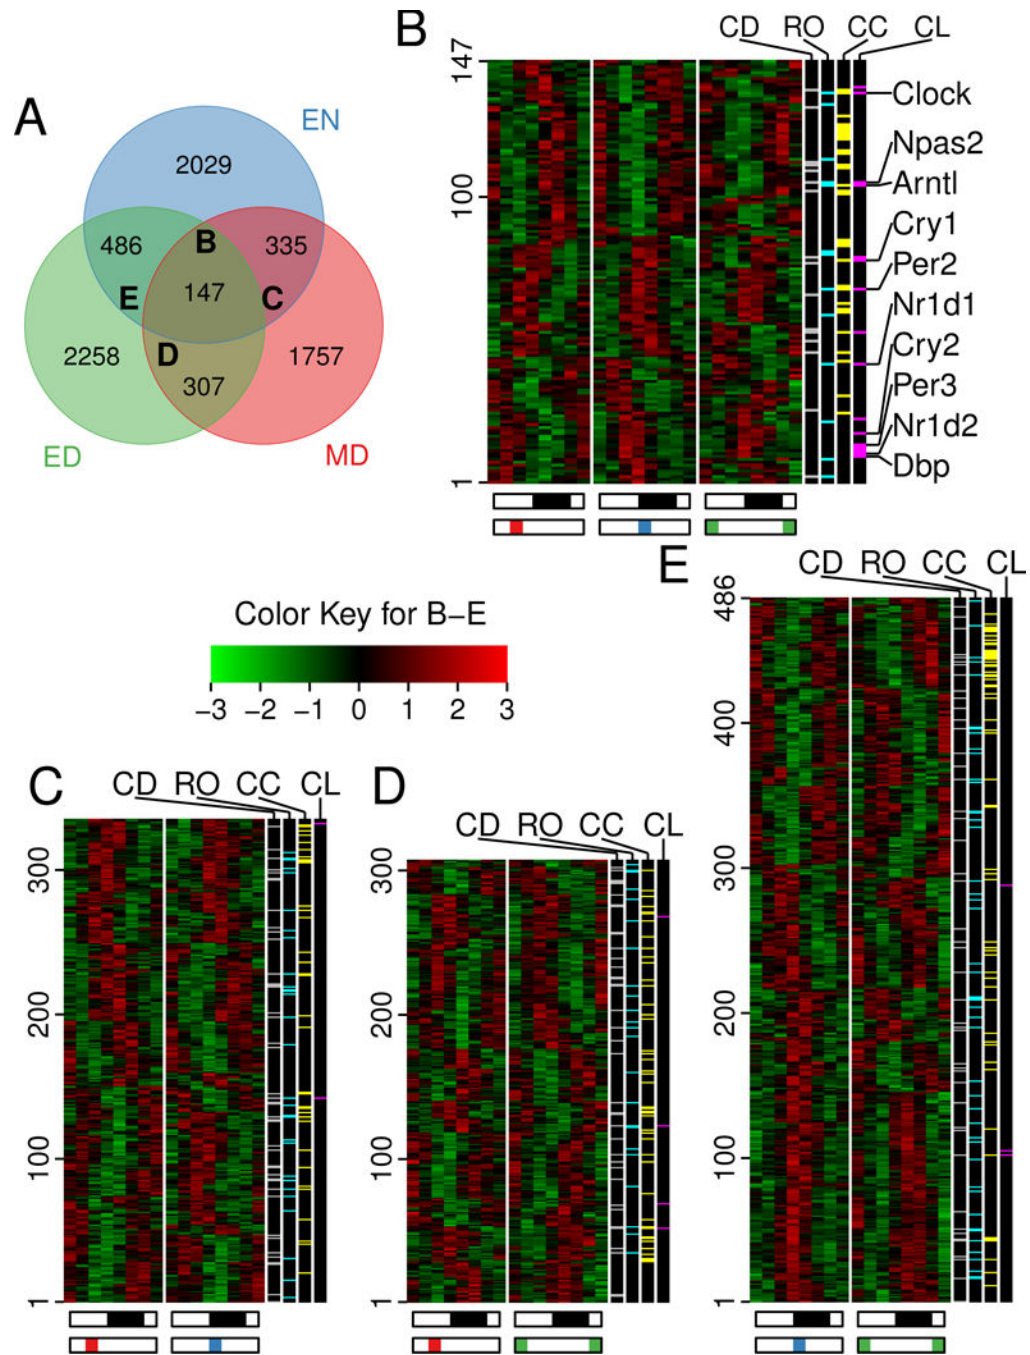 A
EN
2029
486
B
335
E
147
C
2258
D
1757
307
ED
MD
B
CD RO CC CL
147
100
1
Clock
Npas2
Arntl
Cry1
Per2
Nr1d1
Cry2
Per3
Nr1d2
Dbp
Color Key for B−E
−3 −2 −1 0 1 2 3
E
CD RO CC CL
486
400
300
200
100
1
C
CD RO CC CL
300
200
100
1
D
CD RO CC CL
300
200
100
1